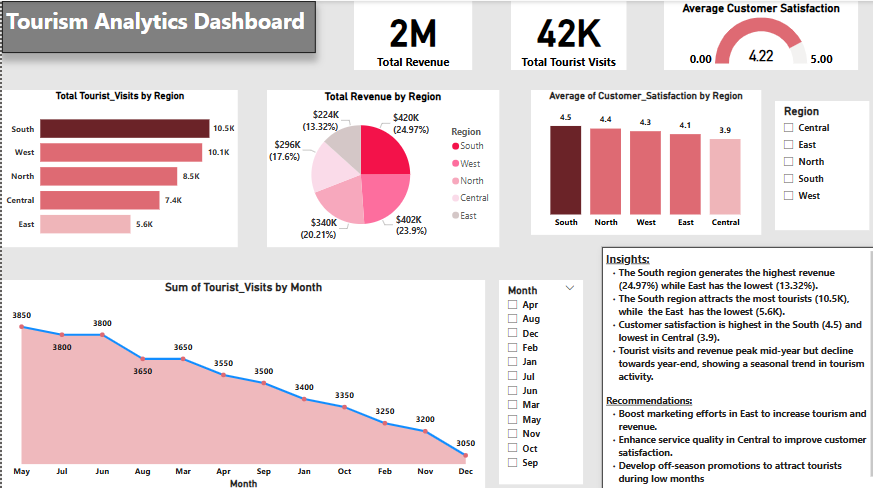 Tourism Analytics Dashboard
2M
Total Revenue
42K
Total Tourist Visits
Average Customer Satisfaction
0.00
4.22
5.00
Total Tourist_Visits by Region
South
10.5K
West
10.1K
North
8.5K
Central
7.4K
East
5.6K
Total Revenue by Region
$224K
(13.32%)
$420K
(24.97%)
$296K
(17.6%)
$340K
(20.21%)
$402K
(23.9%)
Region
South
West
North
Central
East
Average of Customer_Satisfaction by Region
4.5
4.4
4.3
4.1
3.9
South
North
West
East
Central
Region
Central
East
North
South
West
Sum of Tourist_Visits by Month
3850
3800
3800
3650
3650
3550
3500
3400
3350
3250
3200
3050
May
Jul
Jun
Aug
Mar
Apr
Sep
Jan
Oct
Feb
Nov
Dec
Month
Month
Apr
Aug
Dec
Feb
Jan
Jul
Jun
Mar
May
Nov
Oct
Sep
Insights:
· The South region generates the highest revenue
(24.97%) while East has the lowest (13.32%).
· The South region attracts the most tourists (10.5K),
while the East has the lowest (5.6K).
· Customer satisfaction is highest in the South (4.5) and
lowest in Central (3.9).
· Tourist visits and revenue peak mid-year but decline
towards year-end, showing a seasonal trend in tourism
activity.
Recommendations:
· Boost marketing efforts in East to increase tourism and
revenue.
· Enhance service quality in Central to improve customer
satisfaction.
· Develop off-season promotions to attract tourists
during low months